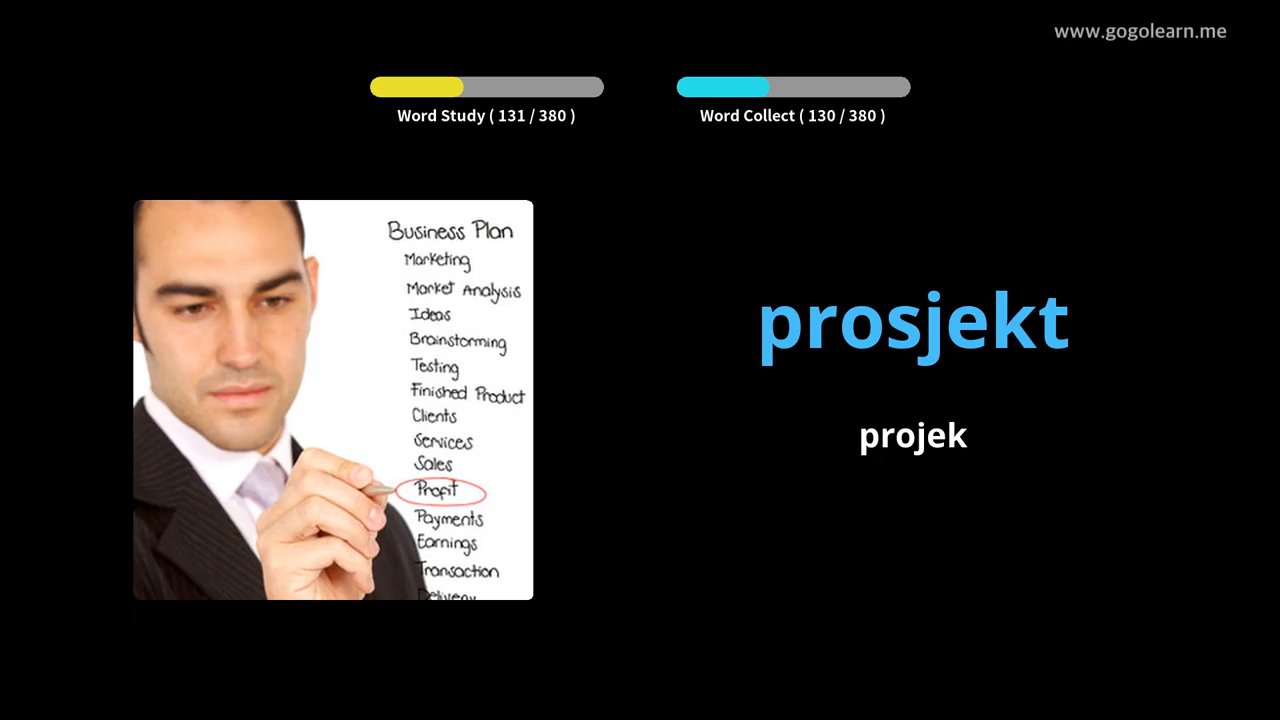 www.gogolearn.me
Word Study ( 131 / 380 )
Word Collect ( 130 / 380 )
Business Plan
Marketing
Market Analysis
Ideas
Brainstorming
Testing
Finished Product
Clients
Services
Sales
Profit
Payments
Earnings
Transaction
Delivery
prosjekt
projek